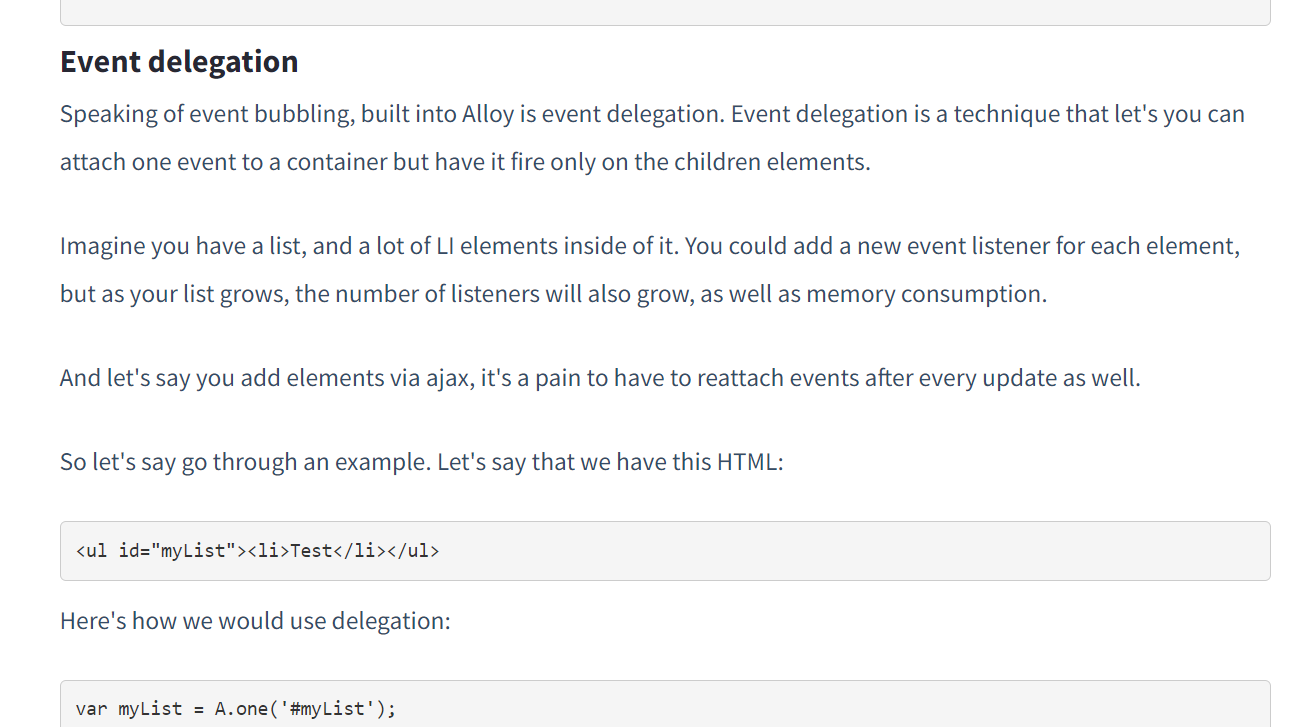 Event delegation
Speaking of event bubbling, built into Alloy is event delegation. Event delegation is a technique that let's you can
attach one event to a container but have it fire only on the children elements.
Imagine you have a list, and a lot of LI elements inside of it. You could add a new event listener for each element,
but as your list grows, the number of listeners will also grow, as well as memory consumption.
And let's say you add elements via ajax, it's a pain to have to reattach events after every update as well.
So let's say go through an example. Let's say that we have this HTML:
<ul id="myList"><li>Test</li></ul>
Here's how we would use delegation:
var myList = A.one('#myList');